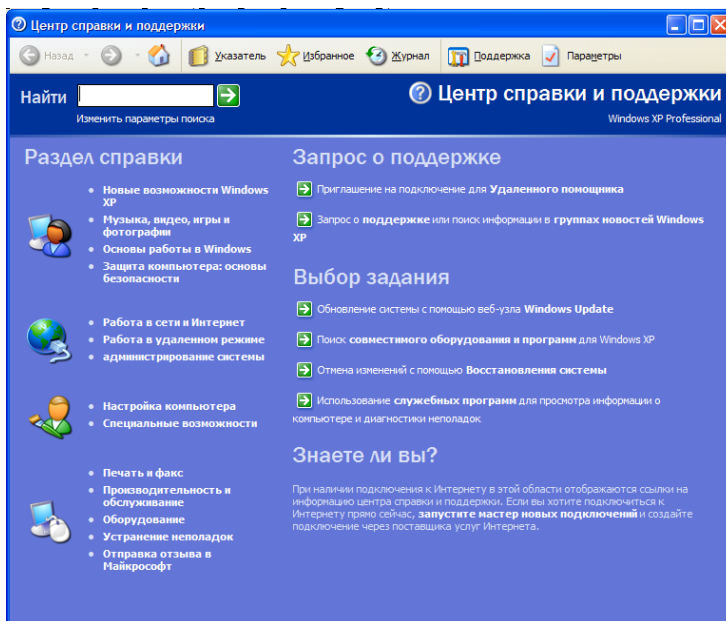 Центр справки и поддержки
Назад
Указатель
Избранное
Журнал
Поддержка
Параметры
Найти
Изменить параметры поиска
Центр справки и поддержки
Windows XP Professional
Раздел справки
Новые возможности Windows
XP
Музыка, видео, игры и
фотографии
Основы работы в Windows
Защита компьютера: основы
безопасности
Работа в сети и Интернет
Работа в удаленном режиме
администрирование системы
Настройка компьютера
Специальные возможности
Печать и факс
Производительность и
обслуживание
Оборудование
Устранение неполадок
Отправка отзыва в
Майкрософт
Запрос о поддержке
Приглашение на подключение для Удаленного помощника
Запрос о поддержке или поиск информации в группах новостей Windows
XP
Выбор задания
Обновление системы с помощью веб-узла Windows Update
Поиск совместимого оборудования и программ для Windows XP
Отмена изменений с помощью Восстановления системы
Использование служебных программ для просмотра информации о
компьютере и диагностики неполадок
Знаете ли вы?
При наличии подключения к Интернету в этой области отображаются ссылки на
информацию центра справки и поддержки. Если вы хотите подключиться к
Интернету прямо сейчас, запустите мастер новых подключений и создайте
подключение через поставщика услуг Интернета.